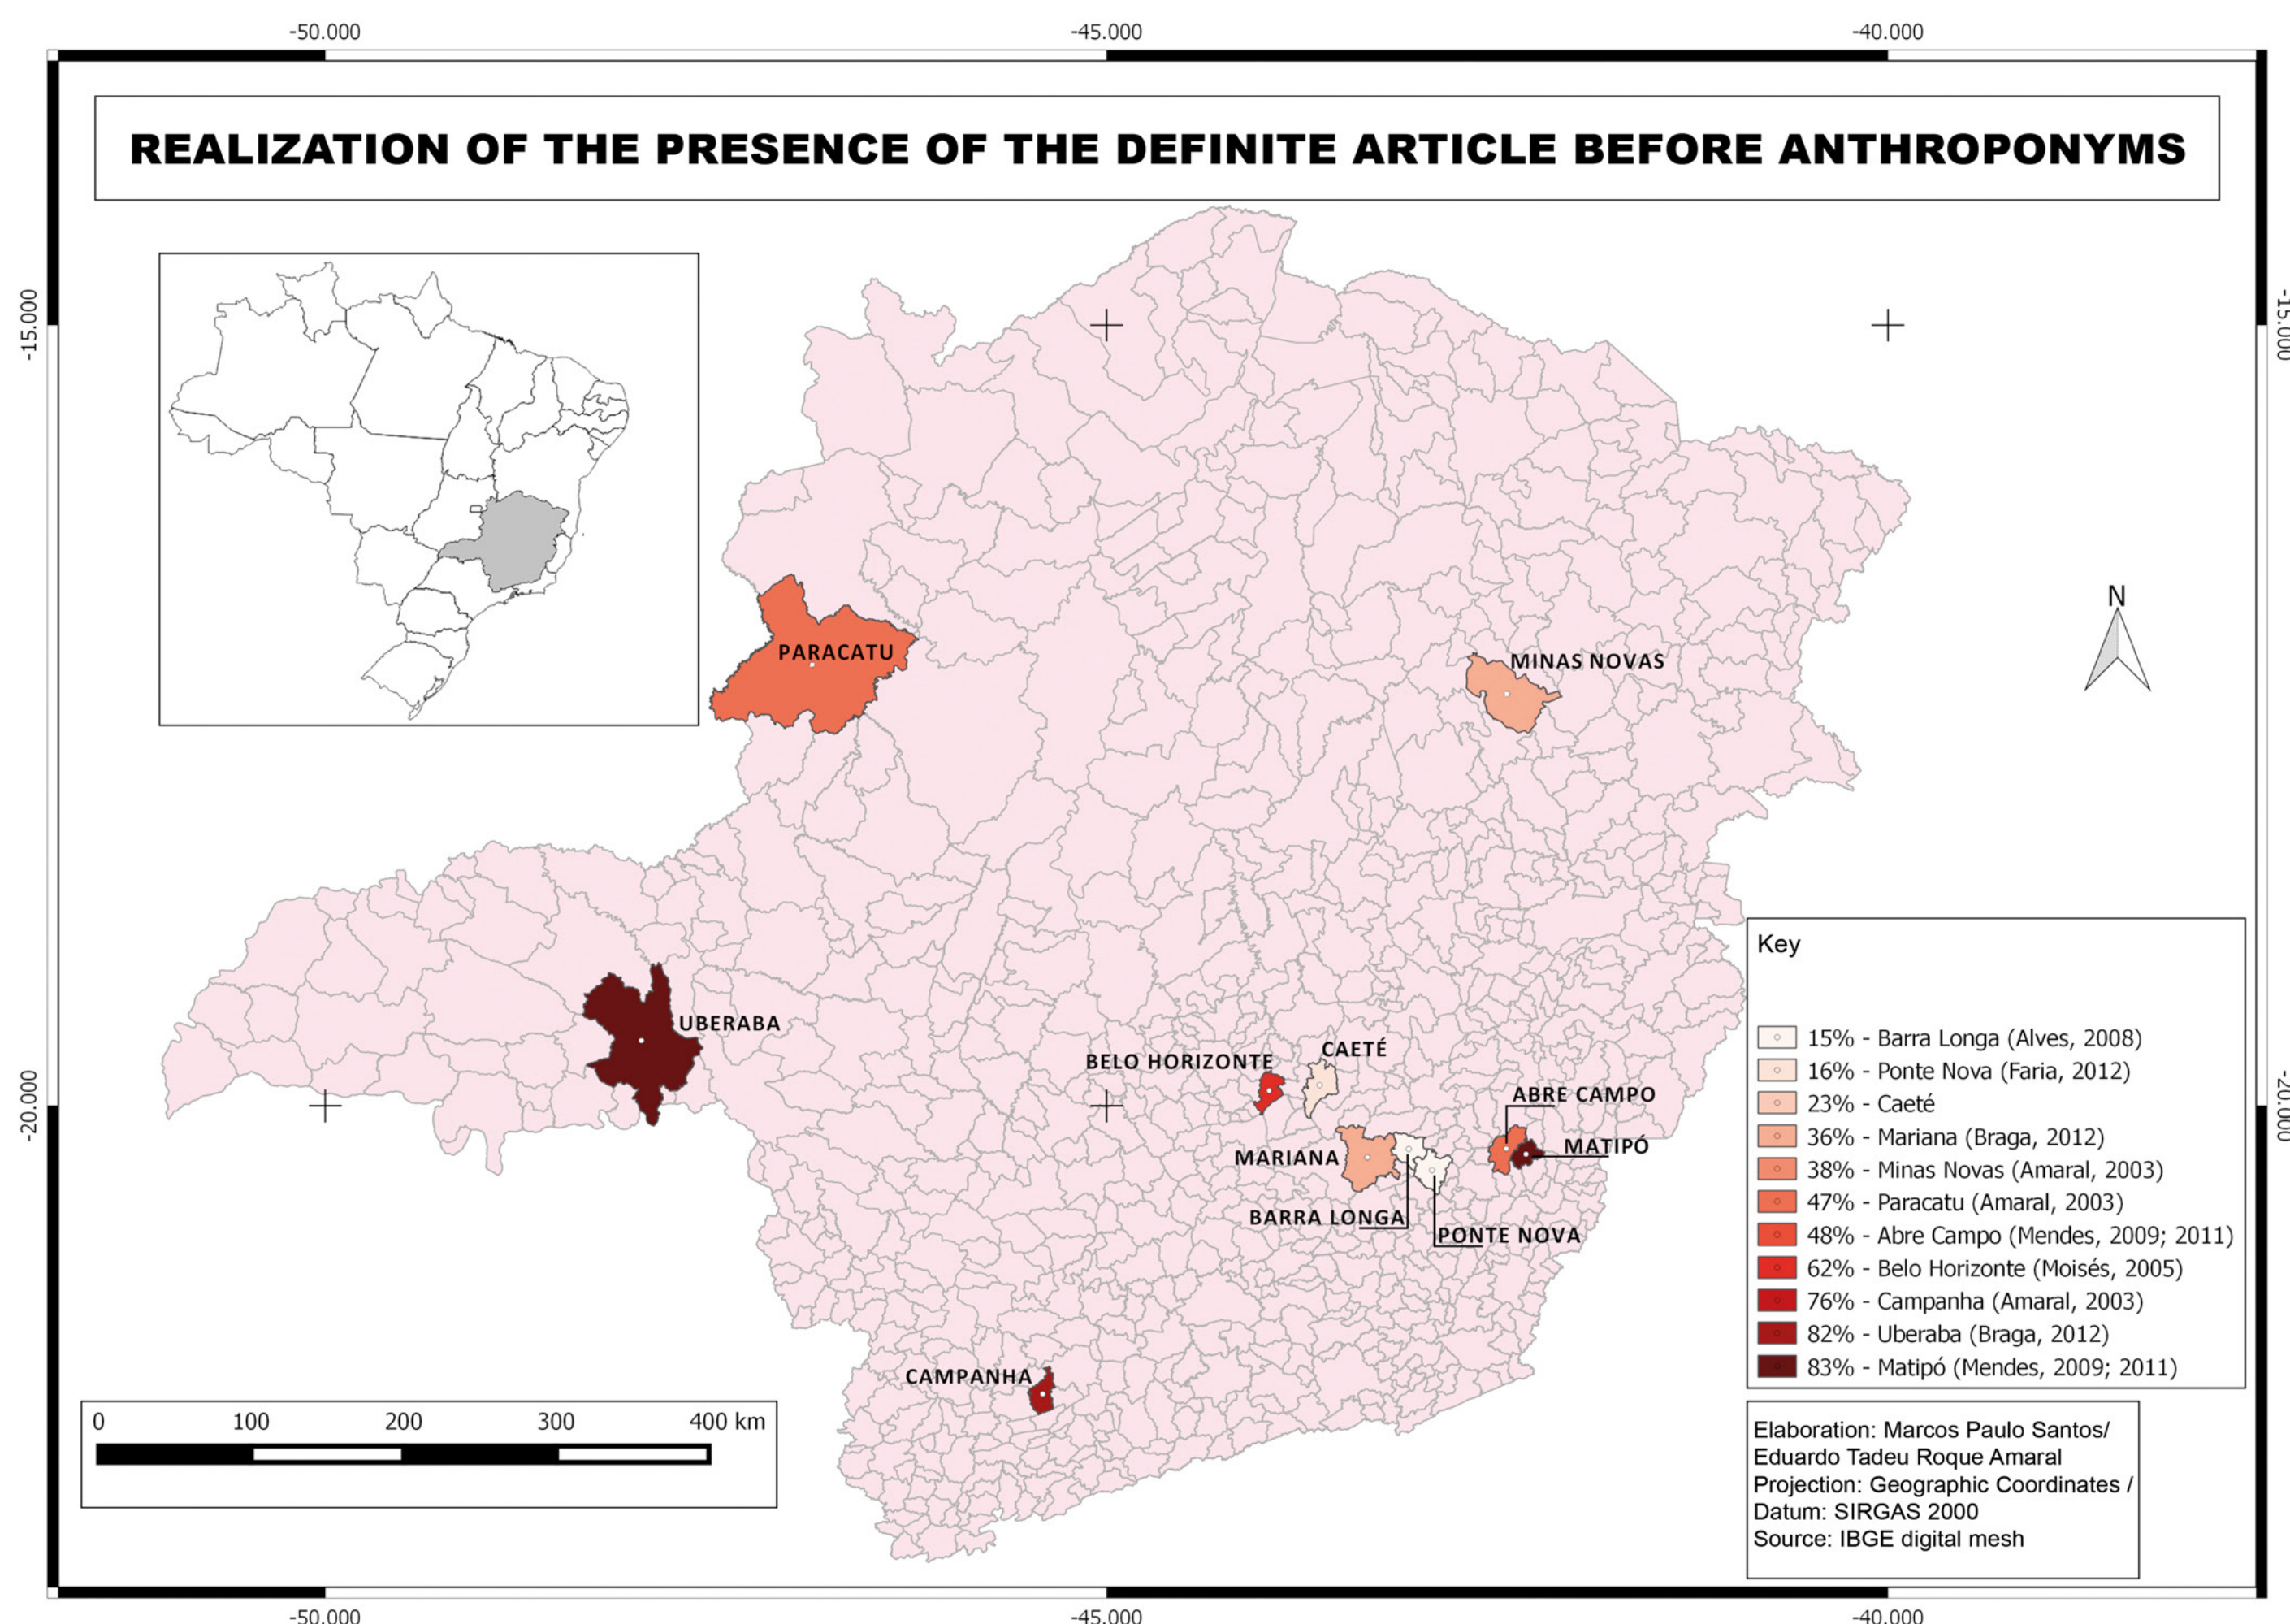 -50.000 -45.000 -40.000
REALIZATION OF THE PRESENCE OF THE DEFINITE ARTICLE BEFORE ANTHROPONYMS
-15.000 -15.000
N
PARACATU
MINAS NOVAS
UBERABA
CAETÉ
BELO HORIZONTE
ABRE CAMPO
MATIPÓ
MARIANA
BARRA LONGA
PONTE NOVA
CAMPANHA
-20.000 -20.000
Key
15% - Barra Longa (Alves, 2008)
16% - Ponte Nova (Faria, 2012)
23% - Caeté
36% - Mariana (Braga, 2012)
38% - Minas Novas (Amaral, 2003)
47% - Paracatu (Amaral, 2003)
48% - Abre Campo (Mendes, 2009; 2011)
62% - Belo Horizonte (Moisés, 2005)
76% - Campanha (Amaral, 2003)
82% - Uberaba (Braga, 2012)
83% - Matipó (Mendes, 2009; 2011)
0 100 200 300 400 km
Elaboration: Marcos Paulo Santos/
Eduardo Tadeu Roque Amaral
Projection: Geographic Coordinates /
Datum: SIRGAS 2000
Source: IBGE digital mesh
-50.000 -45.000 -40.000